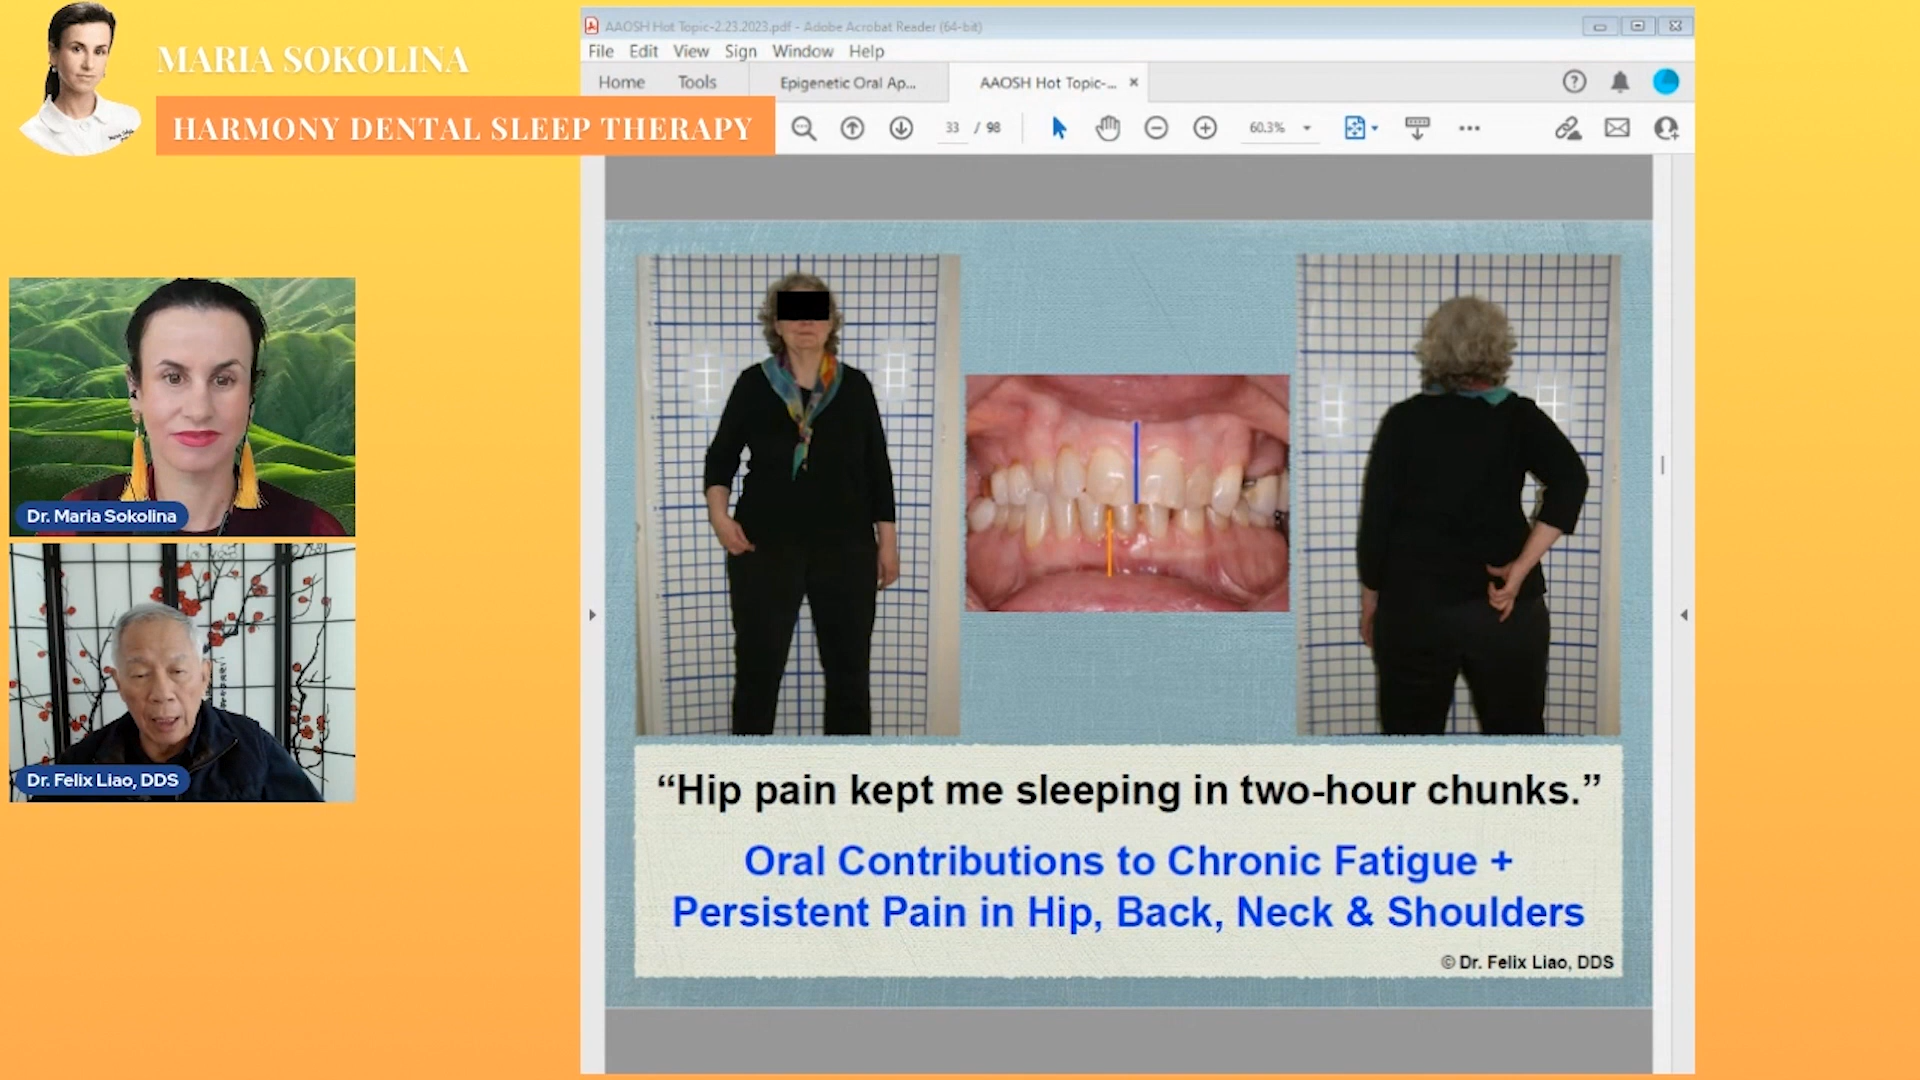 MARIA SOKOLINA
HARMONY DENTAL SLEEP THERAPY
AAOSH Hot Topic-2.23.2023.pdf - Adobe Acrobat Reader (64-bit)
File Edit View Sign Window Help
Home Tools Epigenetic Oral Ap... AAOSH Hot Topic-...
33 / 98 60.3%
Dr. Maria Sokolina
Dr. Felix Liao, DDS
“Hip pain kept me sleeping in two-hour chunks.”
Oral Contributions to Chronic Fatigue +
Persistent Pain in Hip, Back, Neck & Shoulders
© Dr. Felix Liao, DDS